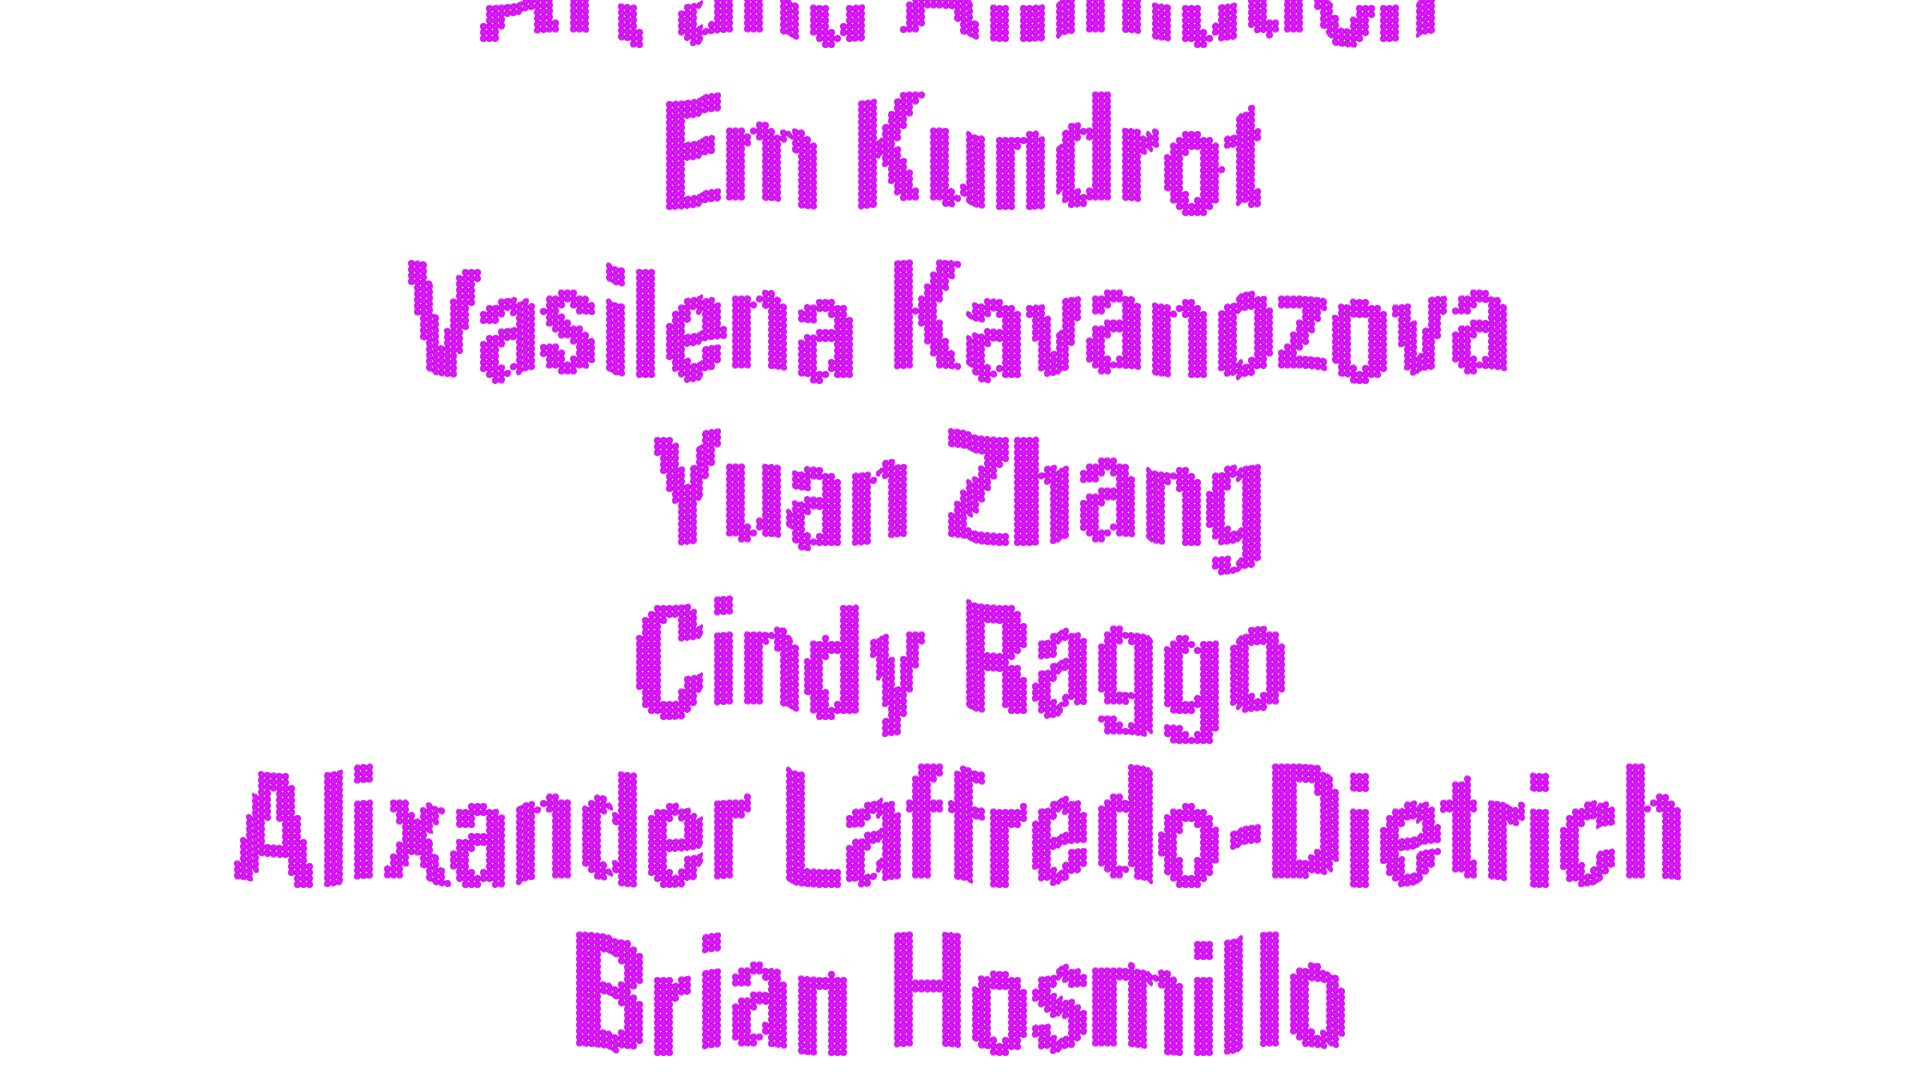 Em Kundrot
Vasilena Kavanozova
Yuan Zhang
Cindy Raggo
Alixander Laffredo-Dietrich
Brian Hosmillo